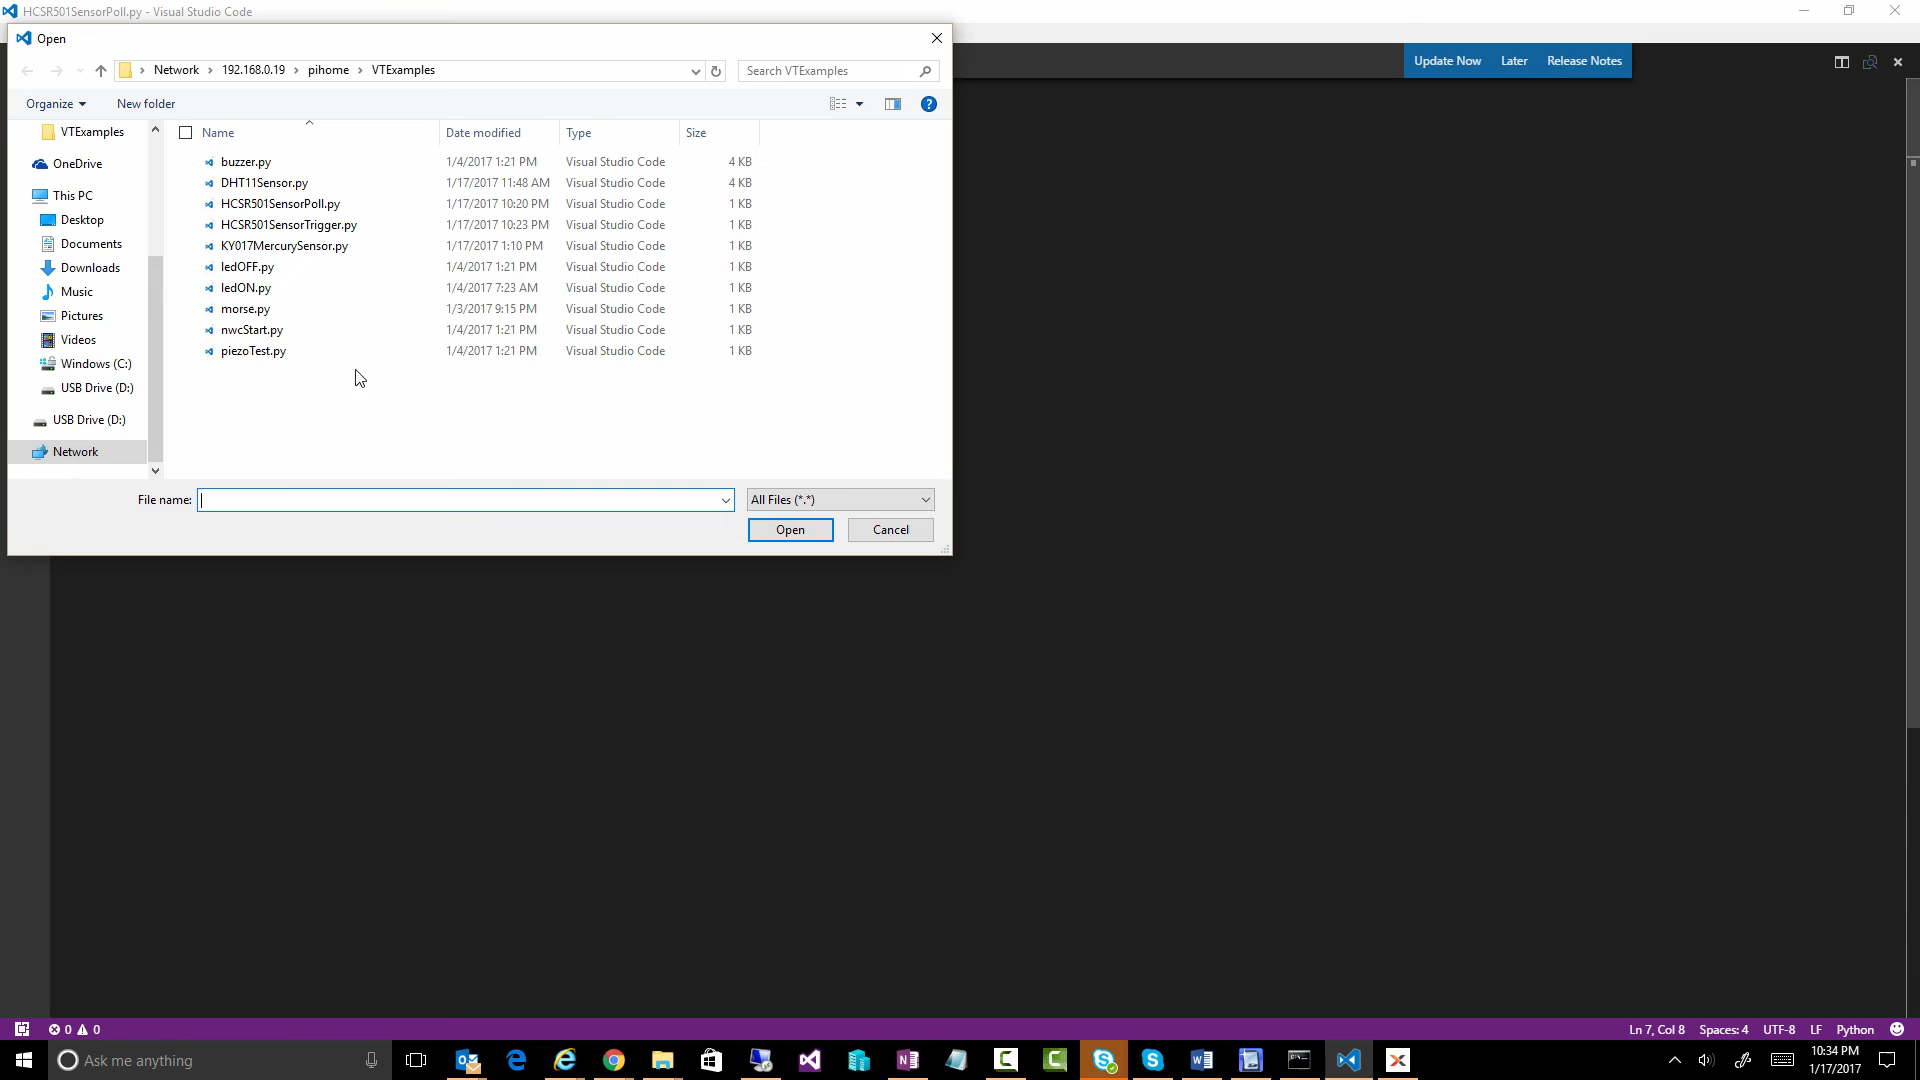 HCSR501SensorPoll.py - Visual Studio Code
Open
Network 192.168.0.19 pihome VTExamples
Search VTExamples
Update Now Later Release Notes
Organize New folder
VTExamples
OneDrive
This PC
Desktop
Documents
Downloads
Music
Pictures
Videos
Windows (C:)
USB Drive (D:)
USB Drive (D:)
Network
Name Date modified Type Size
buzzer.py 1/4/2017 1:21 PM Visual Studio Code 4 KB
DHT11Sensor.py 1/17/2017 11:48 AM Visual Studio Code 4 KB
HCSR501SensorPoll.py 1/17/2017 10:20 PM Visual Studio Code 1 KB
HCSR501SensorTrigger.py 1/17/2017 10:23 PM Visual Studio Code 1 KB
KY017MercurySensor.py 1/17/2017 1:10 PM Visual Studio Code 1 KB
ledOFF.py 1/4/2017 1:21 PM Visual Studio Code 1 KB
ledON.py 1/4/2017 7:23 AM Visual Studio Code 1 KB
morse.py 1/3/2017 9:15 PM Visual Studio Code 1 KB
nwcStart.py 1/4/2017 1:21 PM Visual Studio Code 1 KB
piezoTest.py 1/4/2017 1:21 PM Visual Studio Code 1 KB
File name: All Files (*.*)
Open Cancel
0 0 Ln 7, Col 8 Spaces: 4 UTF-8 LF Python
Ask me anything
10:34 PM
1/17/2017